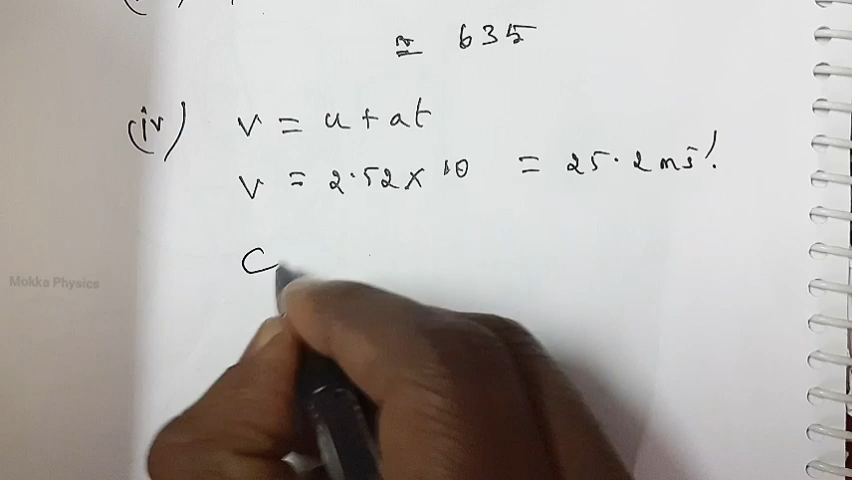 ≃ 635
(iv) v = u + at
v = 2.52 x 10 = 25.2 ms⁻¹.
C
Mokka Physics